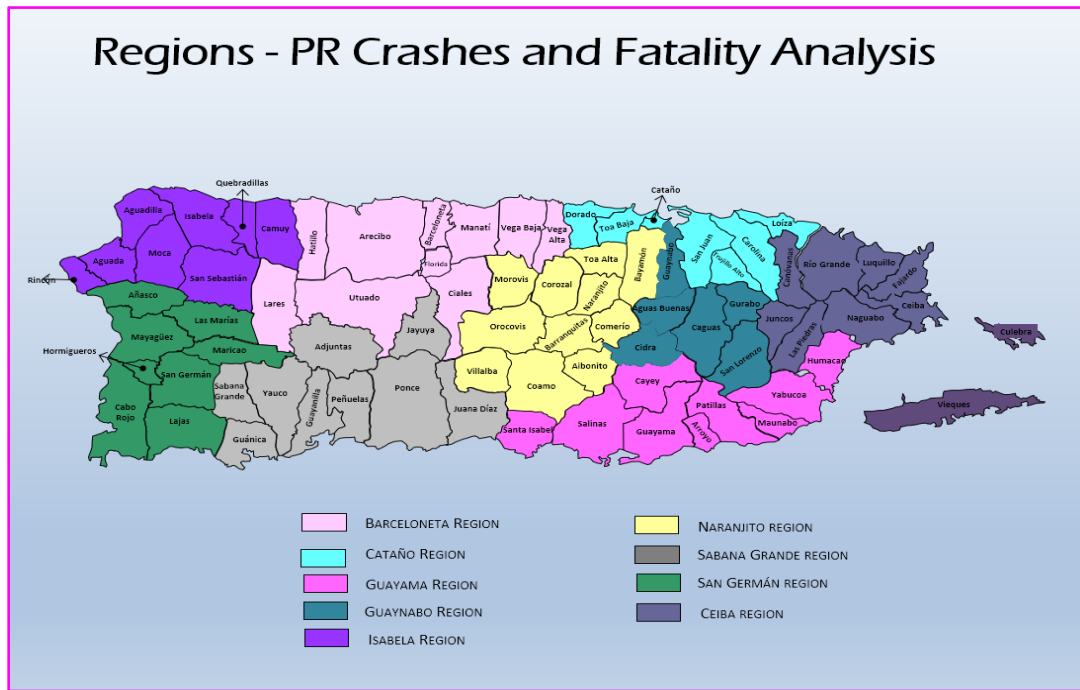 Regions - PR Crashes and Fatality Analysis
Quebradillas
Cataño
Aguadilla
Isabela
Camuy
Hatillo
Arecibo
Barceloneta
Manatí
Vega Baja
Vega
Alta
Dorado
Toa Baja
Loíza
San Juan
Carolina
Trujillo Alto
Canóvanas
Río Grande
Luquillo
Fajardo
Ceiba
Aguada
Moca
San Sebastián
Rincón
Florida
Toa Alta
Bayamón
Guaynabo
Añasco
Lares
Utuado
Ciales
Morovis
Corozal
Naranjito
Aguas Buenas
Gurabo
Juncos
Las Piedras
Naguabo
Culebra
Las Marías
Mayagüez
Maricao
Hormigueros
Adjuntas
Jayuya
Orocovis
Barranquitas
Comerío
Cidra
Caguas
San Lorenzo
Humacao
San Germán
Sabana
Grande
Yauco
Guayanilla
Peñuelas
Ponce
Juana Díaz
Villalba
Coamo
Aibonito
Cayey
Patillas
Yabucoa
Maunabo
Vieques
Cabo
Rojo
Lajas
Guánica
Santa Isabel
Salinas
Guayama
Arroyo
Barceloneta Region
Cataño Region
Guayama Region
Guaynabo Region
Isabela Region
Naranjito region
Sabana Grande region
San Germán region
Ceiba region